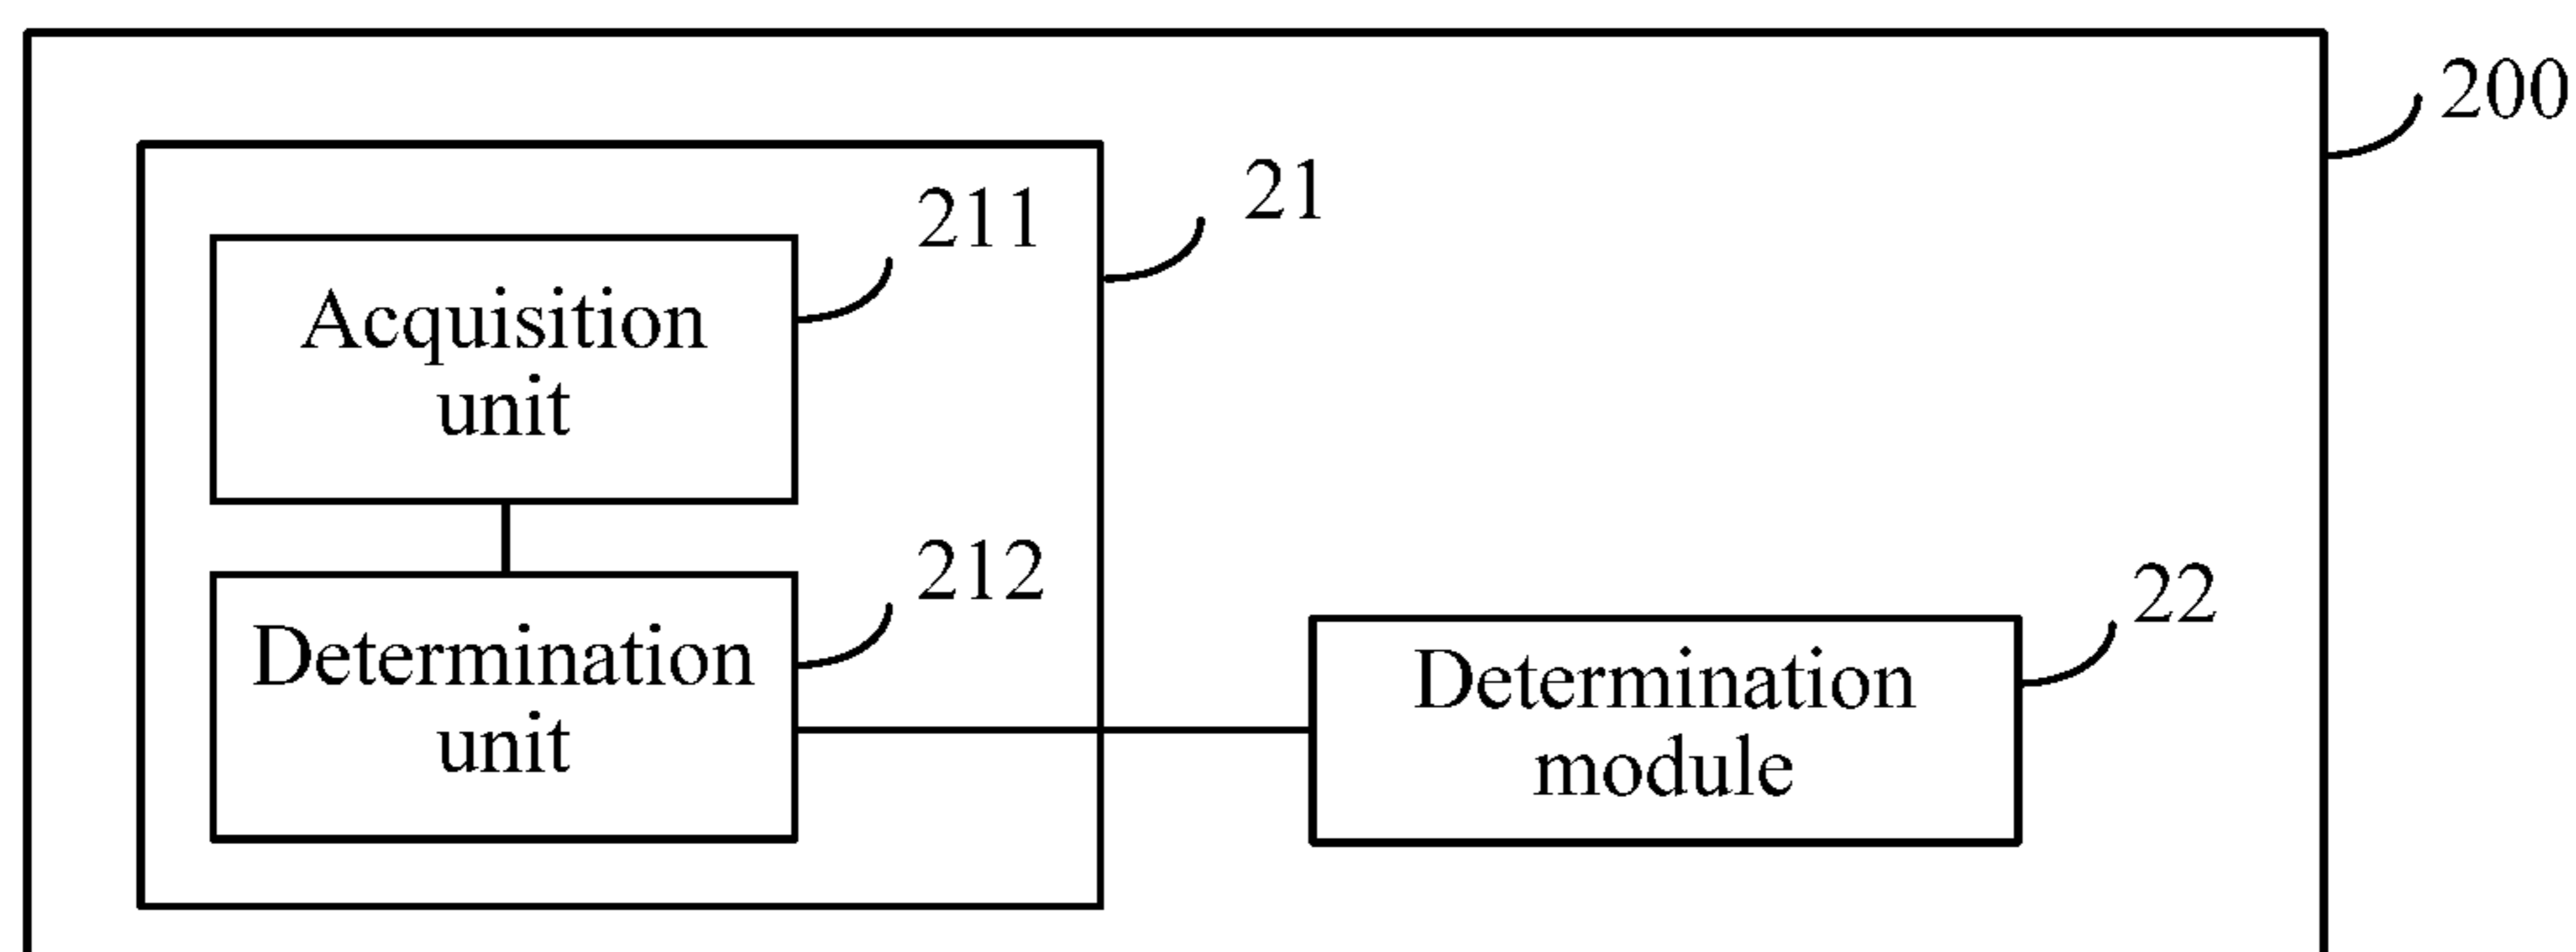 200
21
211
Acquisition
unit
212
Determination
unit
22
Determination
module